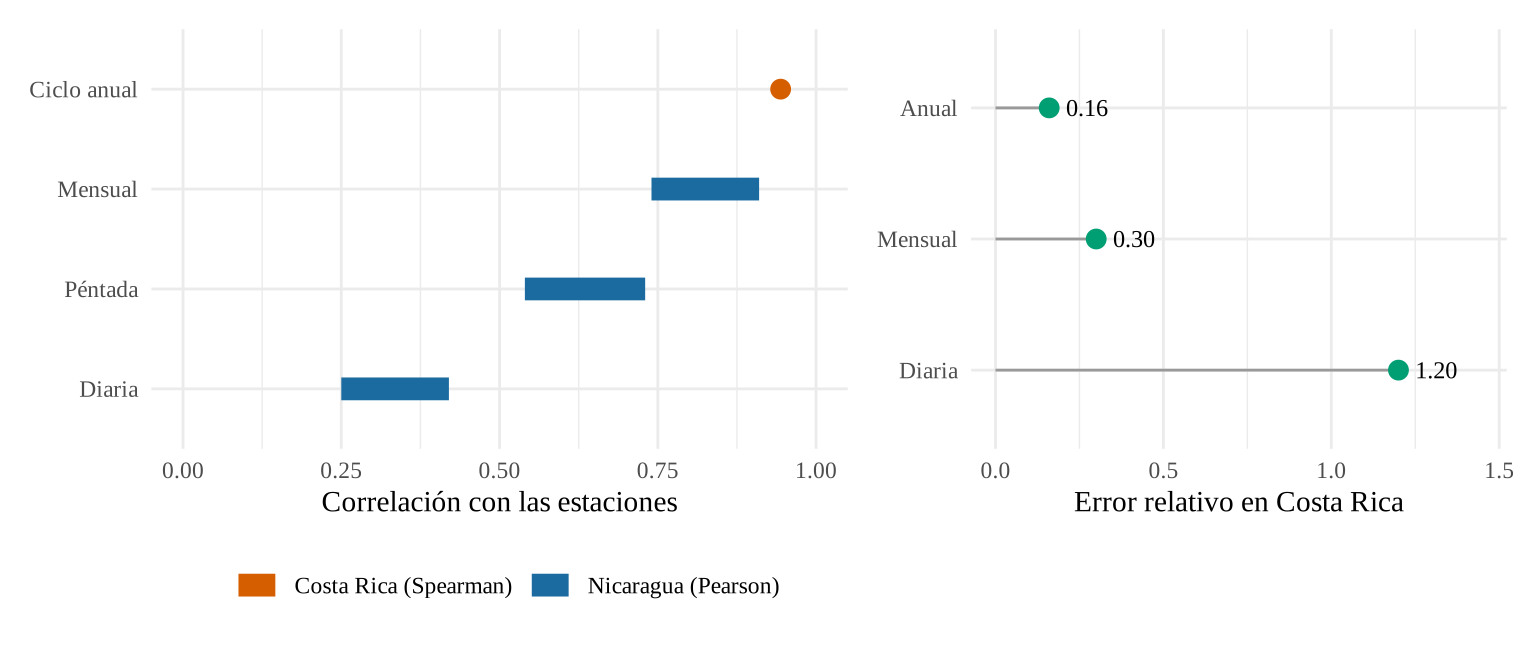 Ciclo anual
Mensual
Péntada
Diaria
0.00 0.25 0.50 0.75 1.00
Correlación con las estaciones
Costa Rica (Spearman) Nicaragua (Pearson)
Anual 0.16
Mensual 0.30
Diaria 1.20
0.0 0.5 1.0 1.5
Error relativo en Costa Rica